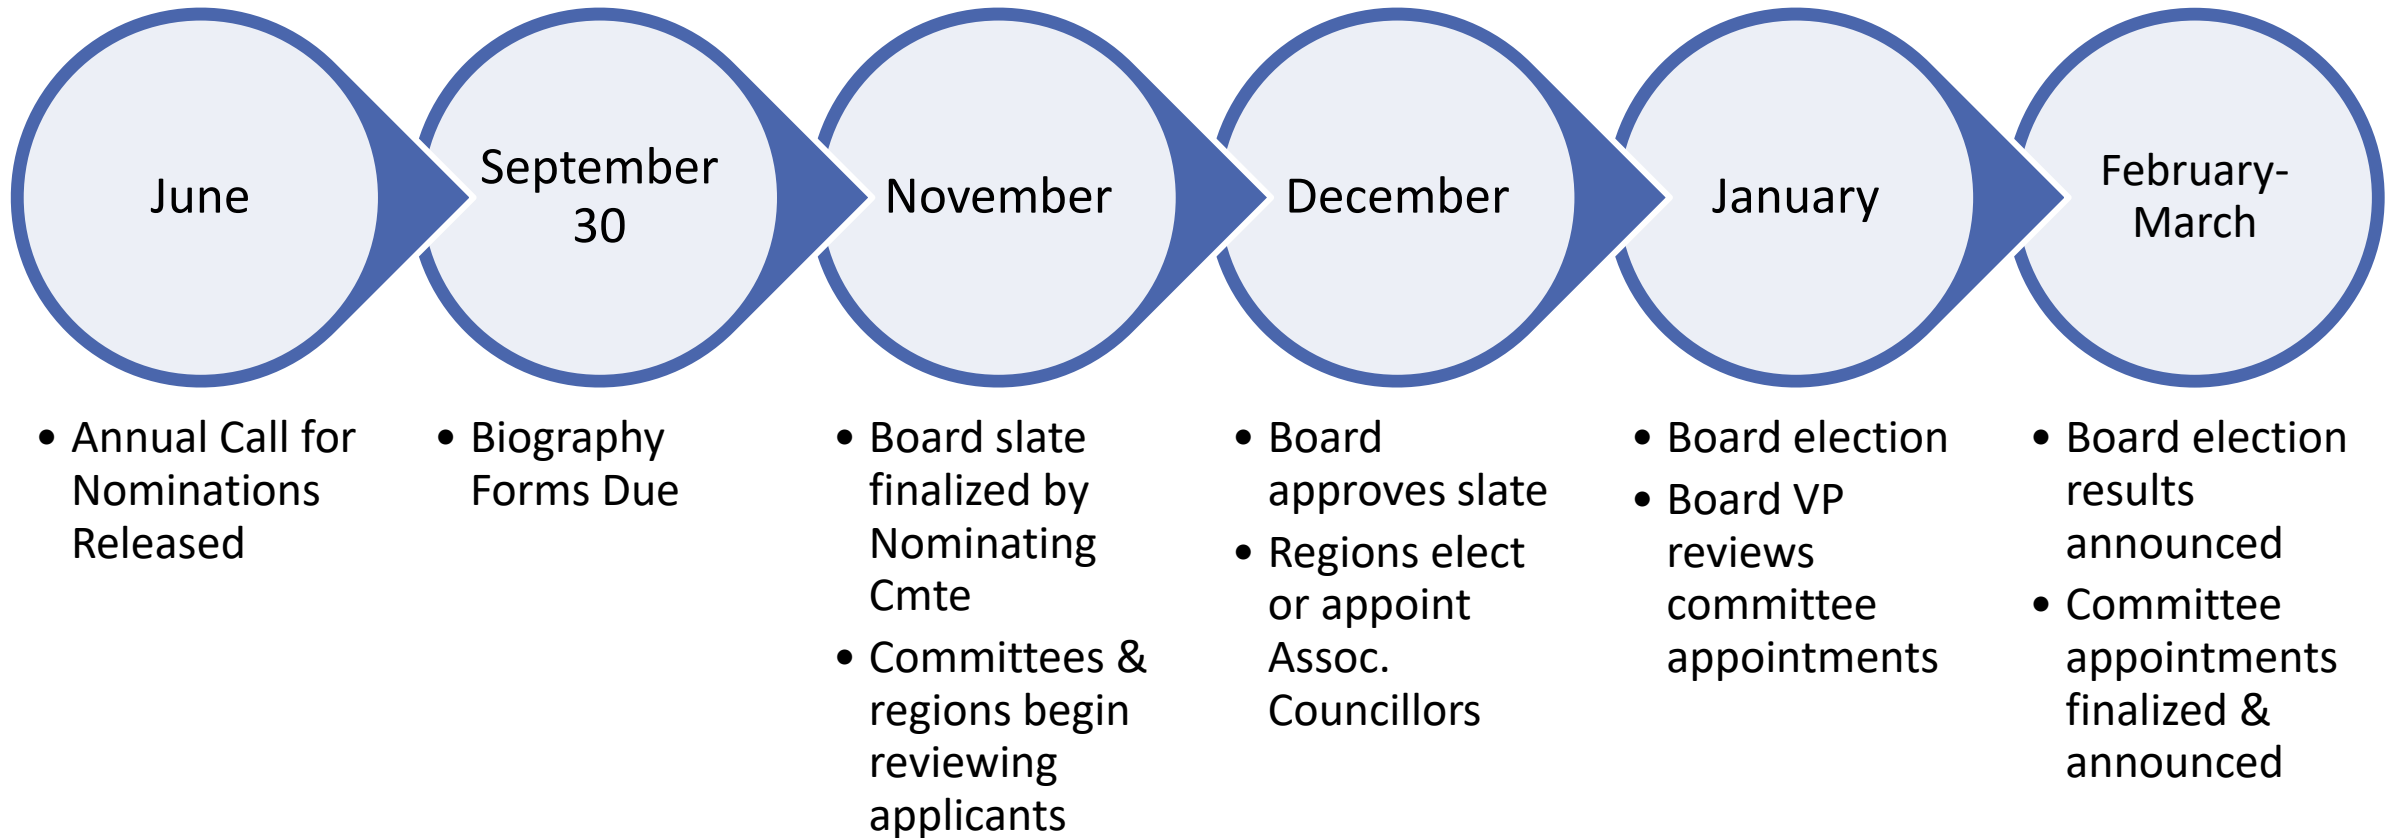 June
September
30
November
December
January
February-
March
• Annual Call for
Nominations
Released
• Biography
Forms Due
• Board slate
finalized by
Nominating
Cmte
• Committees &
regions begin
reviewing
applicants
• Board
approves slate
• Regions elect
or appoint
Assoc.
Councillors
• Board election
• Board VP
reviews
committee
appointments
• Board election
results
announced
• Committee
appointments
finalized &
announced